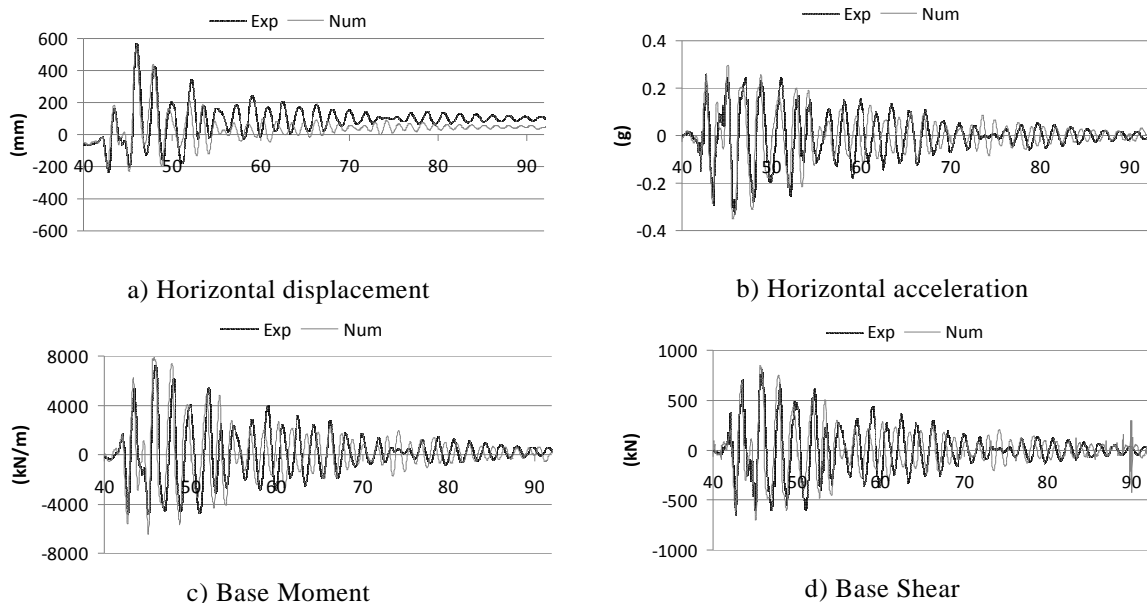 Exp Num
600
400
200
0
-200
-400
-600
(mm)
40 50 60 70 80 90
a) Horizontal displacement
Exp Num
0.4
0.2
0
-0.2
-0.4
(g)
40 50 60 70 80 90
b) Horizontal acceleration
Exp Num
8000
4000
0
-4000
-8000
(kN/m)
40 50 60 70 80 90
c) Base Moment
Exp Num
1000
500
0
-500
-1000
(kN)
40 50 60 70 80 90
d) Base Shear